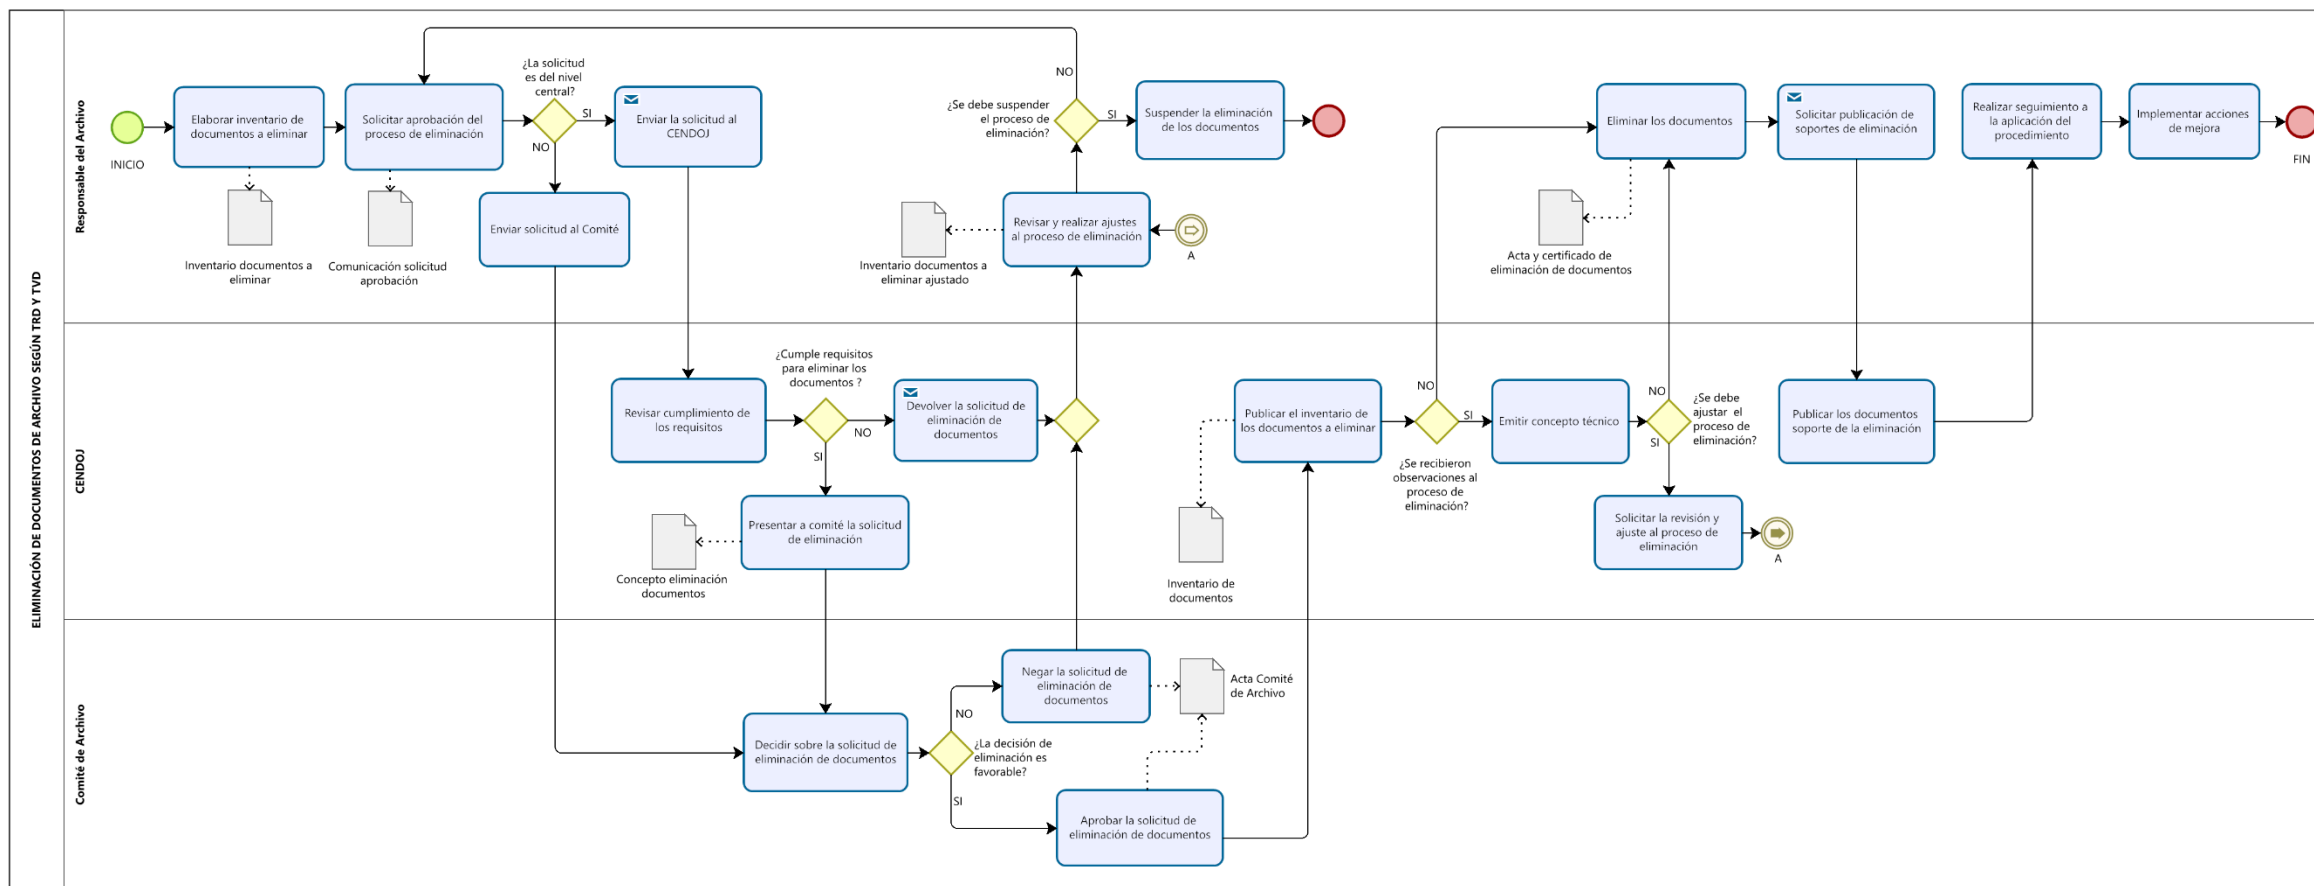 ELIMINACIÓN DE DOCUMENTOS DE ARCHIVO SEGÚN TRD Y TVD
Responsable del Archivo
INICIO
Elaborar inventario de
documentos a eliminar
Inventario documentos a
eliminar
Solicitar aprobación del
proceso de eliminación
Comunicación solicitud
aprobación
¿La solicitud
es del nivel
central?
SI
NO
Enviar la solicitud al
CENDOJ
Enviar solicitud al Comité
¿Se debe suspender
el proceso de
eliminación?
NO
SI
Suspender la eliminación
de los documentos
Revisar y realizar ajustes
al proceso de eliminación
A
Inventario documentos a
eliminar ajustado
Eliminar los documentos
Acta y certificado de
eliminación de documentos
Solicitar publicación de
soportes de eliminación
Realizar seguimiento a
la aplicación del
procedimiento
Implementar acciones
de mejora
FIN
CENDOJ
Revisar cumplimiento de
los requisitos
¿Cumple requisitos
para eliminar los
documentos ?
NO
SI
Devolver la solicitud de
eliminación de
documentos
Presentar a comité la solicitud
de eliminación
Concepto eliminación
documentos
Publicar el inventario de
los documentos a eliminar
Inventario de
documentos
NO
SI
¿Se recibieron
observaciones al
proceso de
eliminación?
Emitir concepto técnico
NO
SI
¿Se debe
ajustar el
proceso de
eliminación?
Solicitar la revisión y
ajuste al proceso de
eliminación
A
Publicar los documentos
soporte de la eliminación
Comité de Archivo
Decidir sobre la solicitud de
eliminación de documentos
NO
¿La decisión de
eliminación es
favorable?
SI
Negar la solicitud de
eliminación de
documentos
Acta Comité
de Archivo
Aprobar la solicitud de
eliminación de documentos